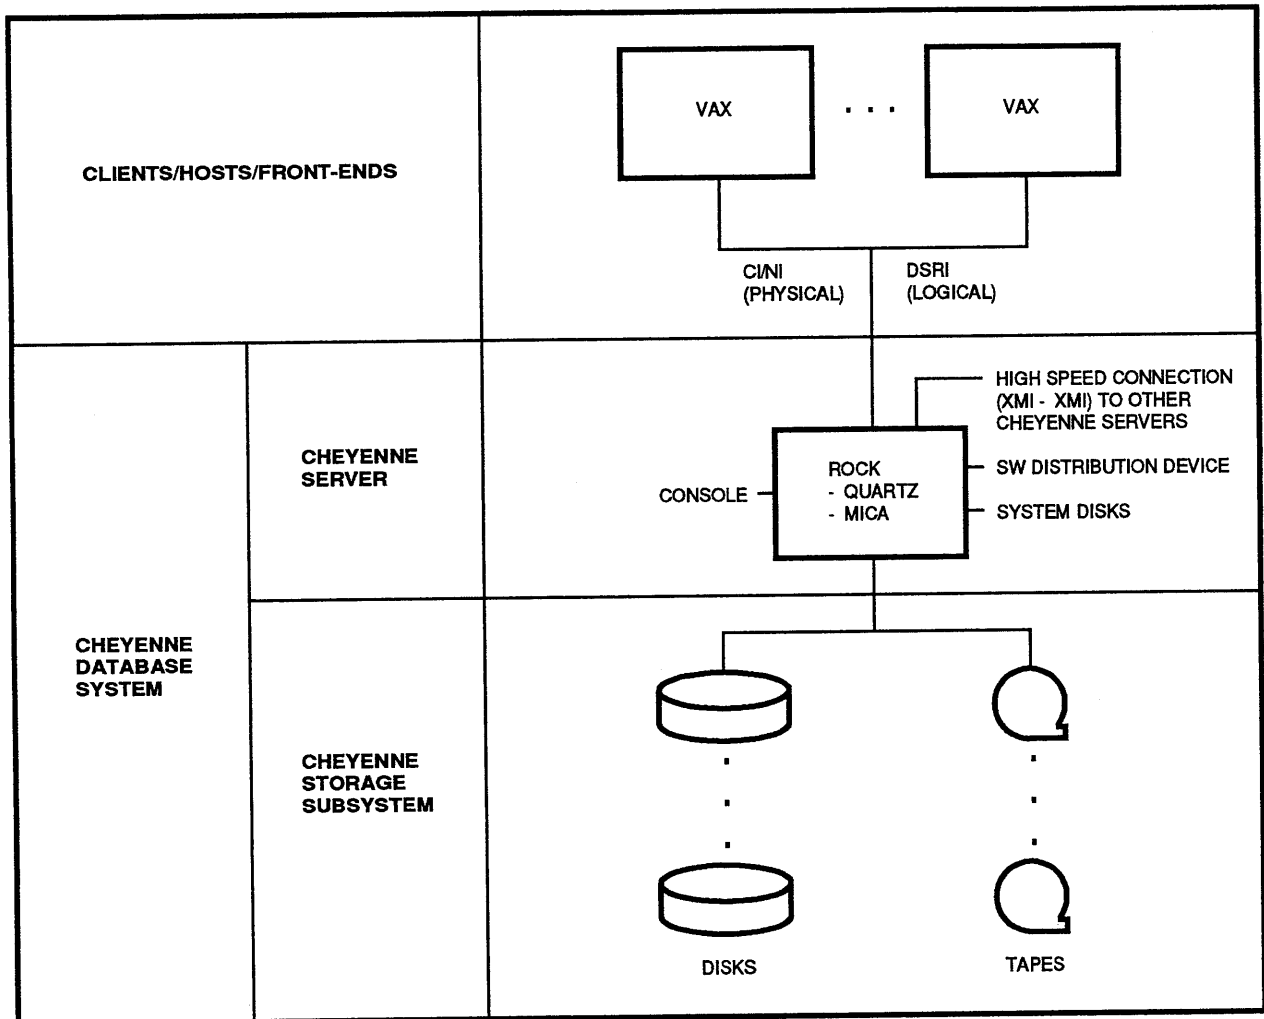 VAX
. . .
VAX
CLIENTS/HOSTS/FRONT-ENDS
CI/NI
(PHYSICAL)
DSRI
(LOGICAL)
HIGH SPEED CONNECTION
(XMI - XMI) TO OTHER
CHEYENNE SERVERS
CHEYENNE
SERVER
CONSOLE
ROCK
- QUARTZ
- MICA
SW DISTRIBUTION DEVICE
SYSTEM DISKS
CHEYENNE
DATABASE
SYSTEM
CHEYENNE
STORAGE
SUBSYSTEM
DISKS
TAPES